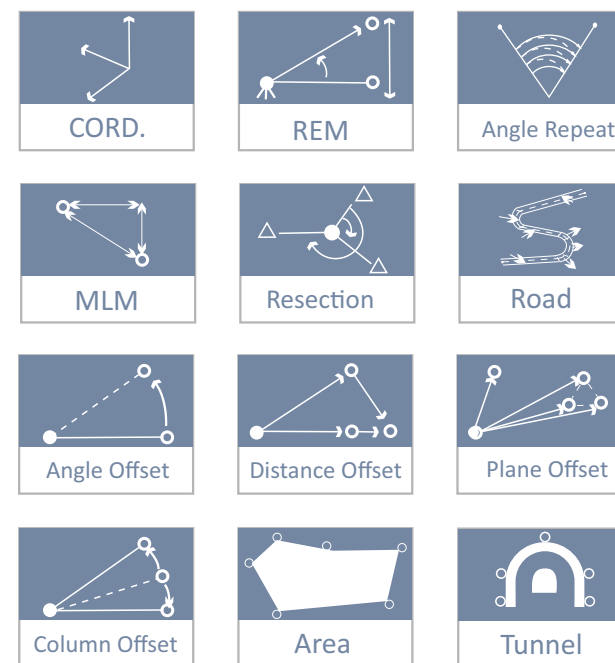 CORD.
REM
Angle Repeat
MLM
Resection
Road
Angle Offset
Distance Offset
Plane Offset
Column Offset
Area
Tunnel